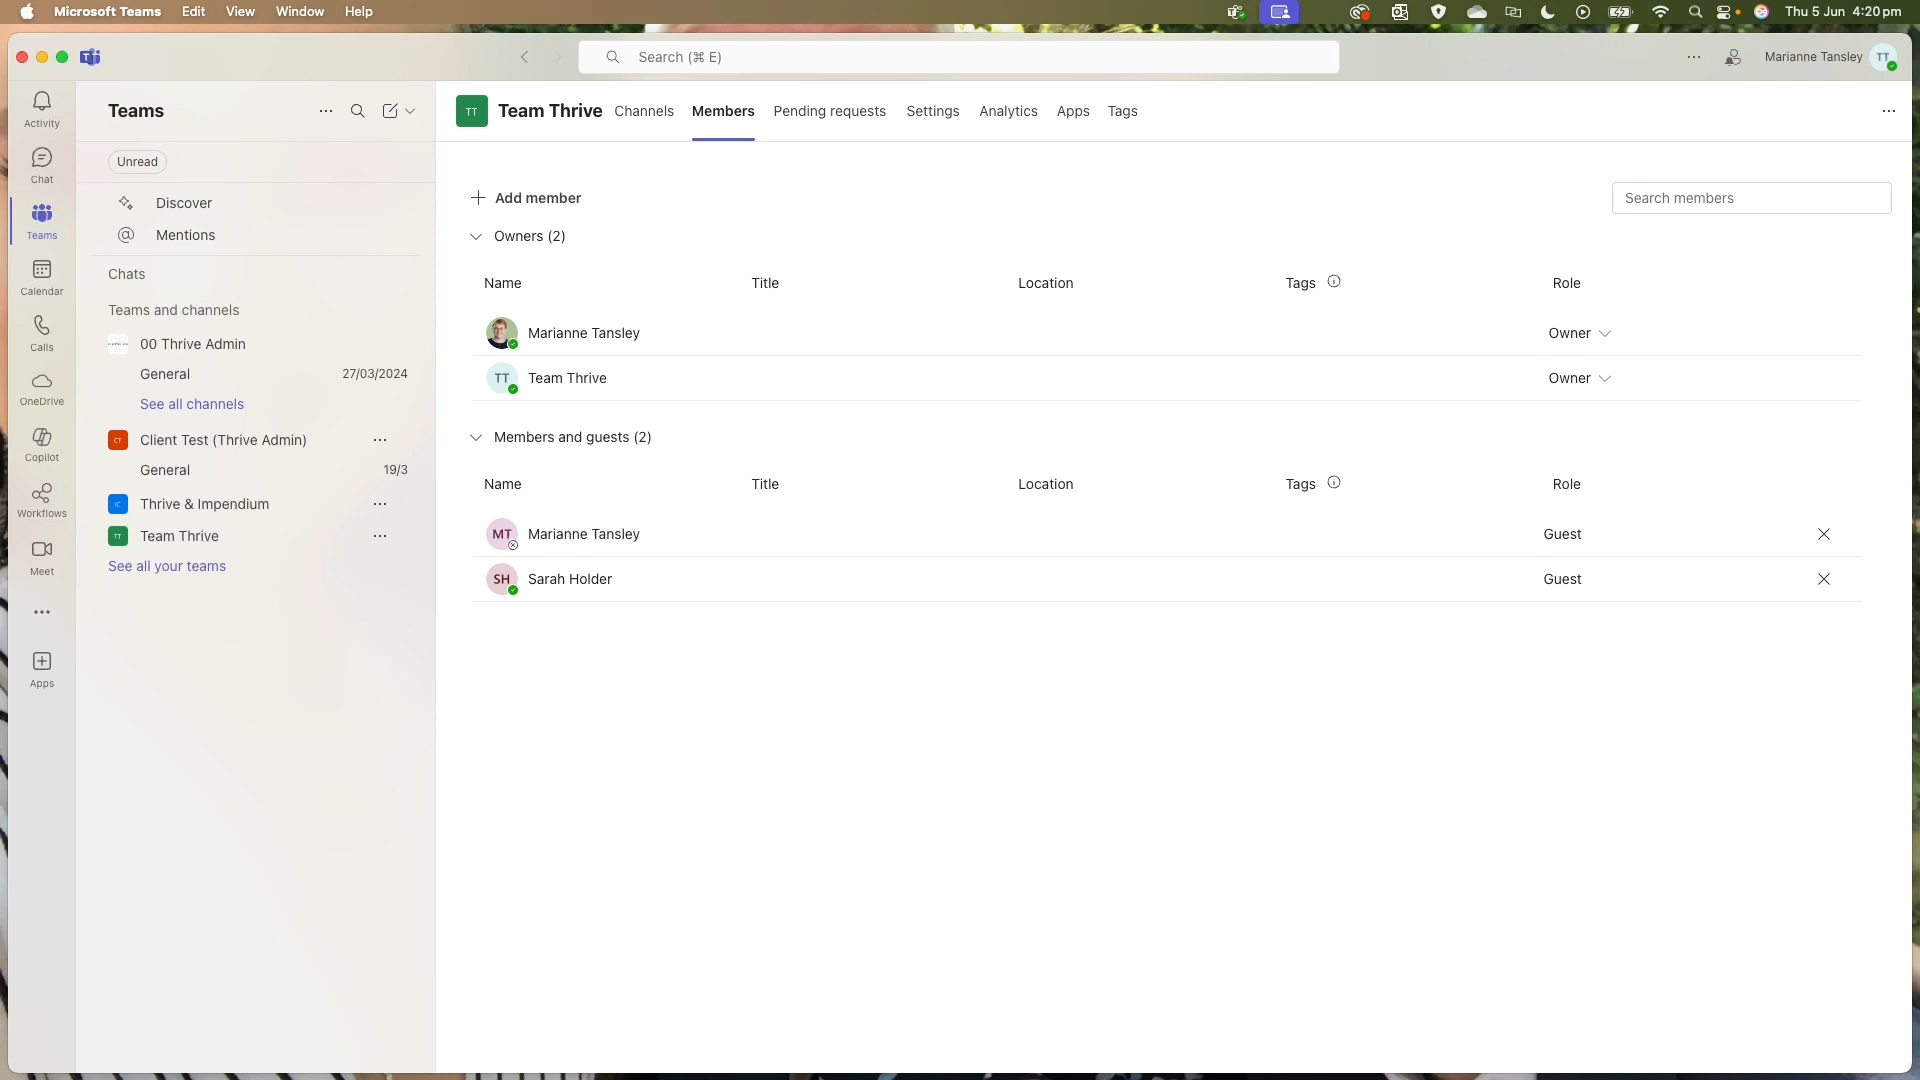 Microsoft Teams Edit View Window Help
Thu 5 Jun 4:20 pm
Search (⌘ E)
Marianne Tansley TT
Activity
Chat
Teams
Calendar
Calls
OneDrive
Copilot
Workflows
Meet
Apps
Teams
Unread
Discover
Mentions
Chats
Teams and channels
00 Thrive Admin
General 27/03/2024
See all channels
CT Client Test (Thrive Admin)
General 19/3
IC Thrive & Impendium
TT Team Thrive
See all your teams
TT Team Thrive Channels Members Pending requests Settings Analytics Apps Tags
Add member
Search members
Owners (2)
Name Title Location Tags Role
Marianne Tansley Owner
TT Team Thrive Owner
Members and guests (2)
Name Title Location Tags Role
MT Marianne Tansley Guest
SH Sarah Holder Guest